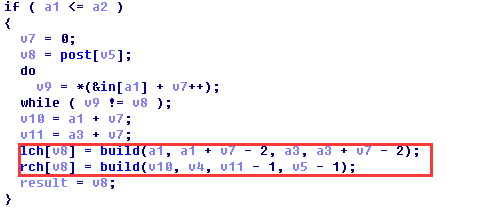 if ( a1 <= a2 )
{
v7 = 0;
v8 = post[v5];
do
v9 = *(&in[a1] + v7++);
while ( v9 != v8 );
v10 = a1 + v7;
v11 = a3 + v7;
lch[v8] = build(a1, a1 + v7 - 2, a3, a3 + v7 - 2);
rch[v8] = build(v10, v4, v11 - 1, v5 - 1);
result = v8;
}